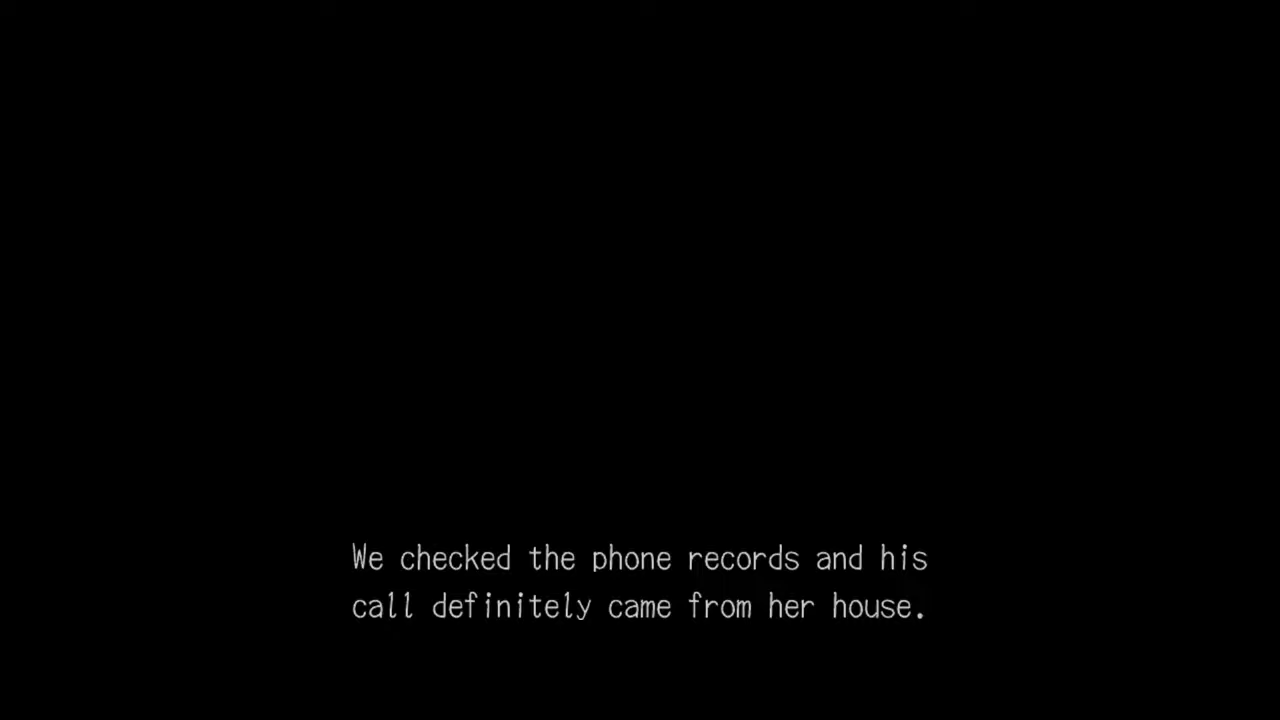 We checked the phone records and his
call definitely came from her house.